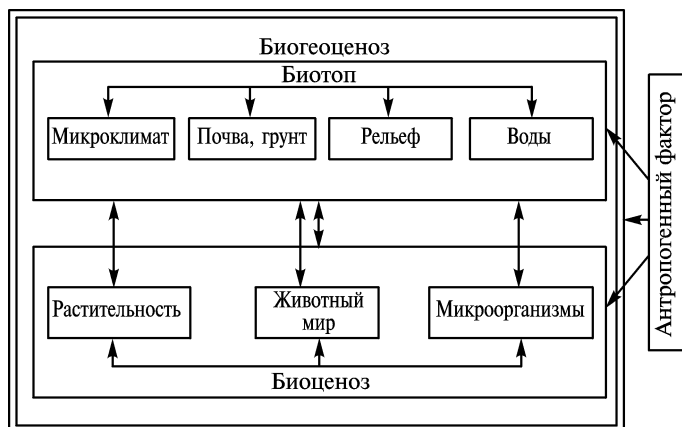 Биогеоценоз
Биотоп
Микроклимат
Почва, грунт
Рельеф
Воды
Антропогенный фактор
Растительность
Животный
мир
Микроорганизмы
Биоценоз